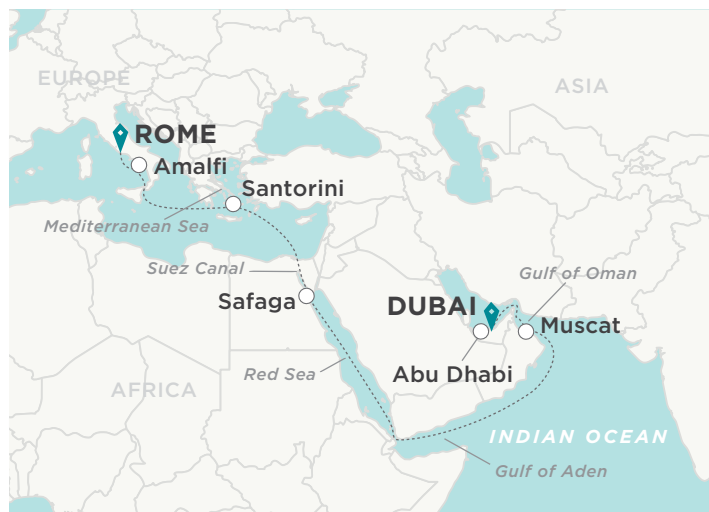 EUROPE
ASIA
ROME
Amalfi
Santorini
Mediterranean Sea
Suez Canal
Gulf of Oman
Safaga
DUBAI
Muscat
Abu Dhabi
Red Sea
AFRICA
INDIAN OCEAN
Gulf of Aden